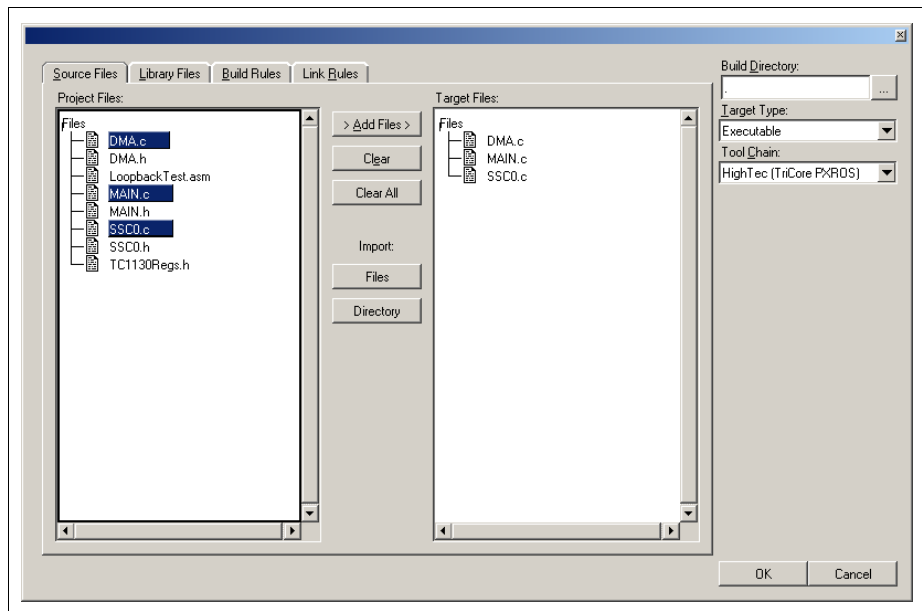 Source Files
Library Files
Build Rules
Link Rules
Project Files:
Files
DMA.c
DMA.h
LoopbackTest.asm
MAIN.c
MAIN.h
SSC0.c
SSC0.h
TC1130Regs.h
> Add Files >
Clear
Clear All
Import:
Files
Directory
Target Files:
Files
DMA.c
MAIN.c
SSC0.c
Build Directory:
.
...
Target Type:
Executable
Tool Chain:
HighTec (TriCore PXROS)
OK
Cancel